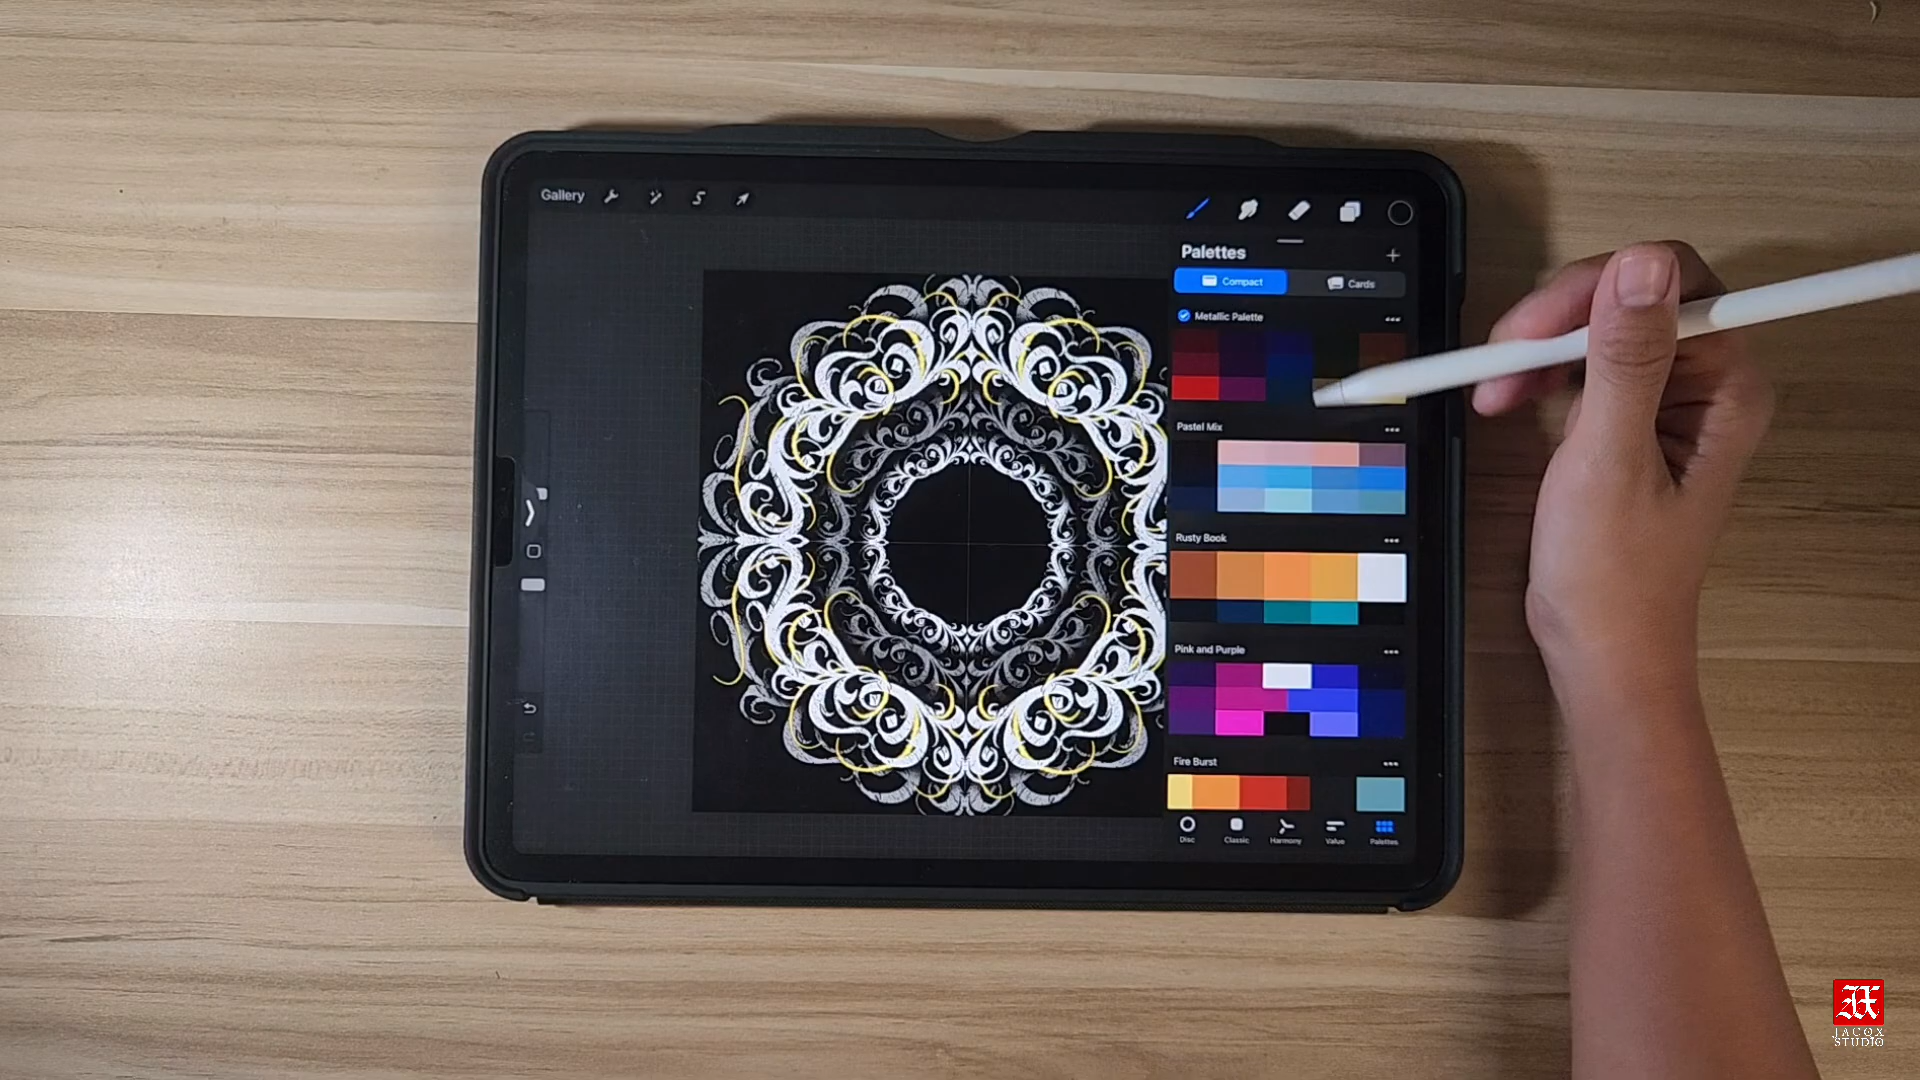 Gallery
Palettes
Compact
Cards
Metallic Palette
Pastel Mix
Rusty Book
Pink and Purple
Fire Burst
Disc
Classic
Harmony
Value
Palettes
JACQX
STUDIO